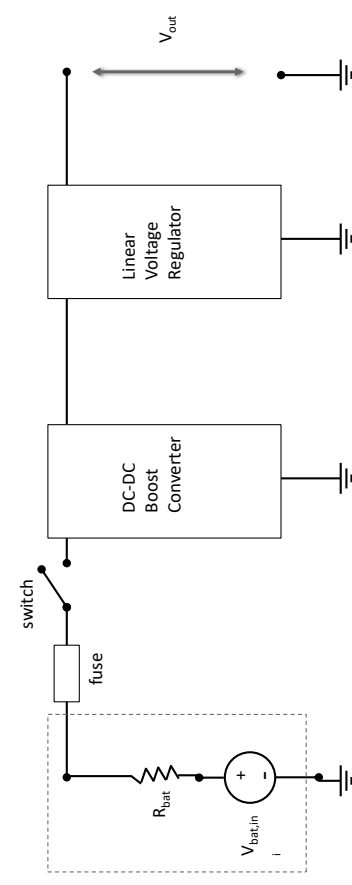 V_bat,in
i
+
-
R_bat
fuse
switch
DC-DC
Boost
Converter
Linear
Voltage
Regulator
V_out